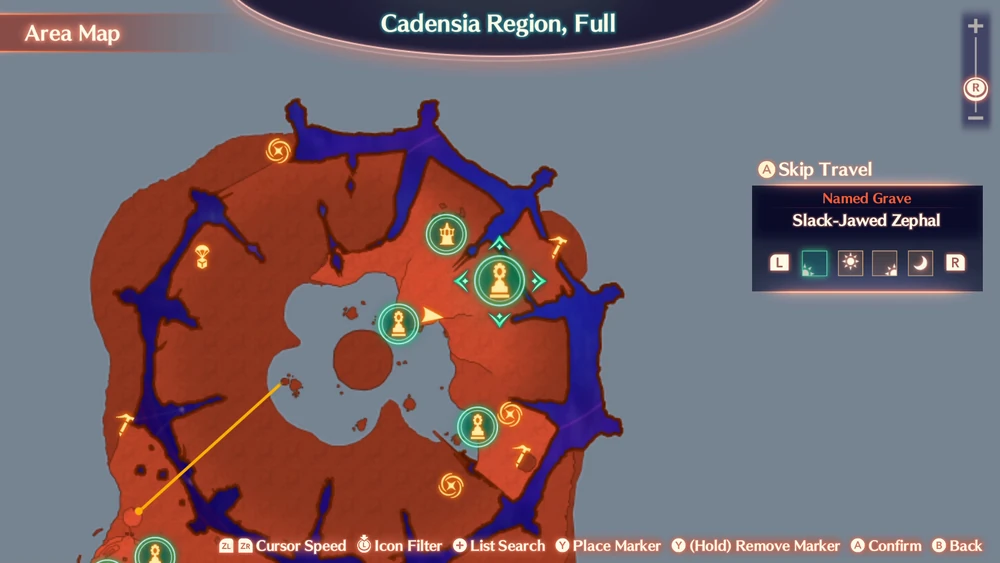 Area Map
Cadensia Region, Full
R
A Skip Travel
Named Grave
Slack-Jawed Zephal
L R
ZL ZR Cursor Speed L Icon Filter + List Search Y Place Marker Y (Hold) Remove Marker A Confirm B Back